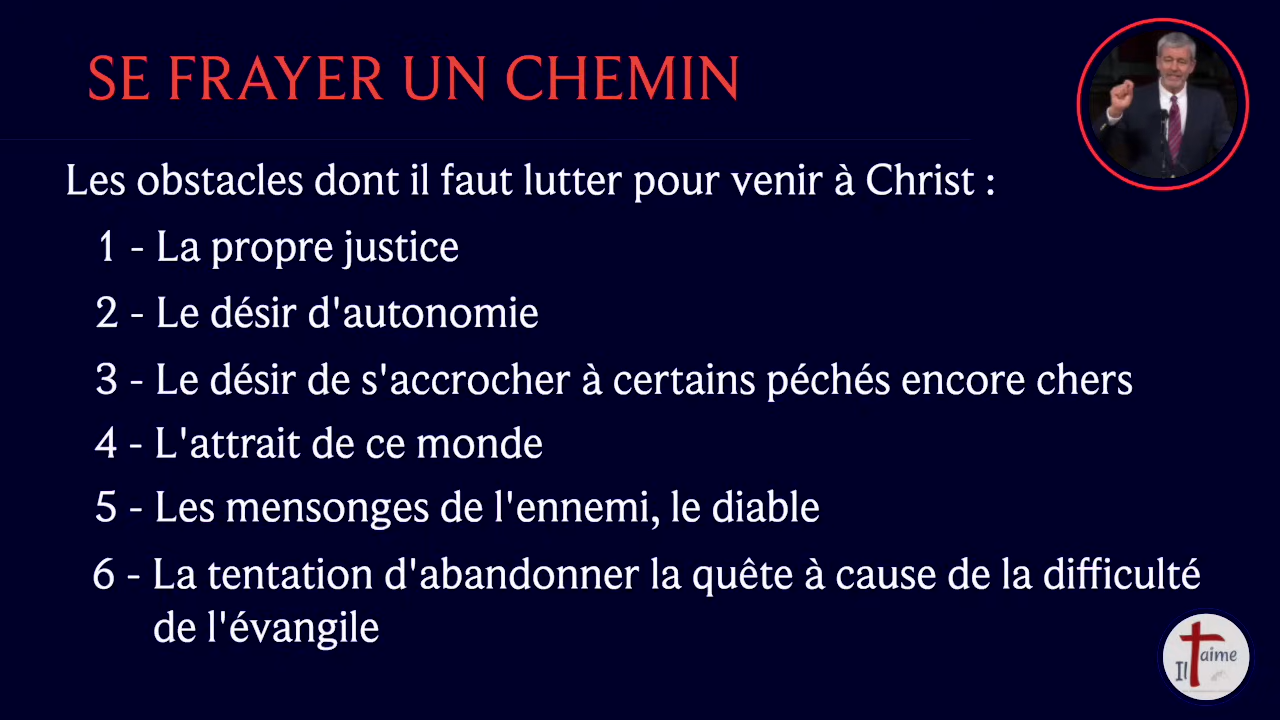 SE FRAYER UN CHEMIN
Les obstacles dont il faut lutter pour venir à Christ :
1 - La propre justice
2 - Le désir d'autonomie
3 - Le désir de s'accrocher à certains péchés encore chers
4 - L'attrait de ce monde
5 - Les mensonges de l'ennemi, le diable
6 - La tentation d'abandonner la quête à cause de la difficulté
de l'évangile
Il t'aime